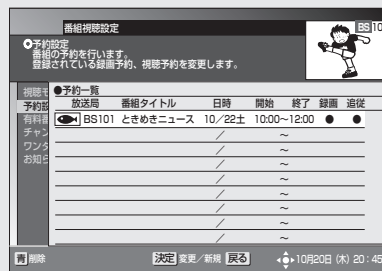 番組視聴設定
BS 10
予約設定
番組の予約を行います。
登録されている録画予約、視聴予約を変更します。
視聴モ
予約設
有料番
チャン
ワンタ
お知ら
●予約一覧
放送局 番組タイトル 日時 開始 終了 録画 追従
BS101 ときめきニュース 10／22土 10:00～12:00 ● ●
／ ～
／ ～
／ ～
／ ～
／ ～
／ ～
／ ～
／ ～
青 削除 決定 変更／新規 戻る 10月20日 (木) 20：45